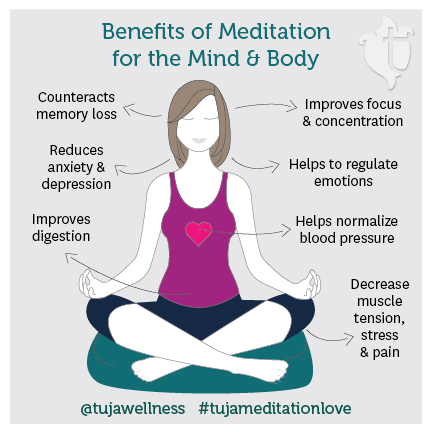 Benefits of Meditation
for the Mind & Body
Counteracts
memory loss
Improves focus
& concentration
Reduces
anxiety &
depression
Helps to regulate
emotions
Improves
digestion
Helps normalize
blood pressure
Decrease
muscle
tension,
stress
& pain
@tujawellness #tujameditationlove